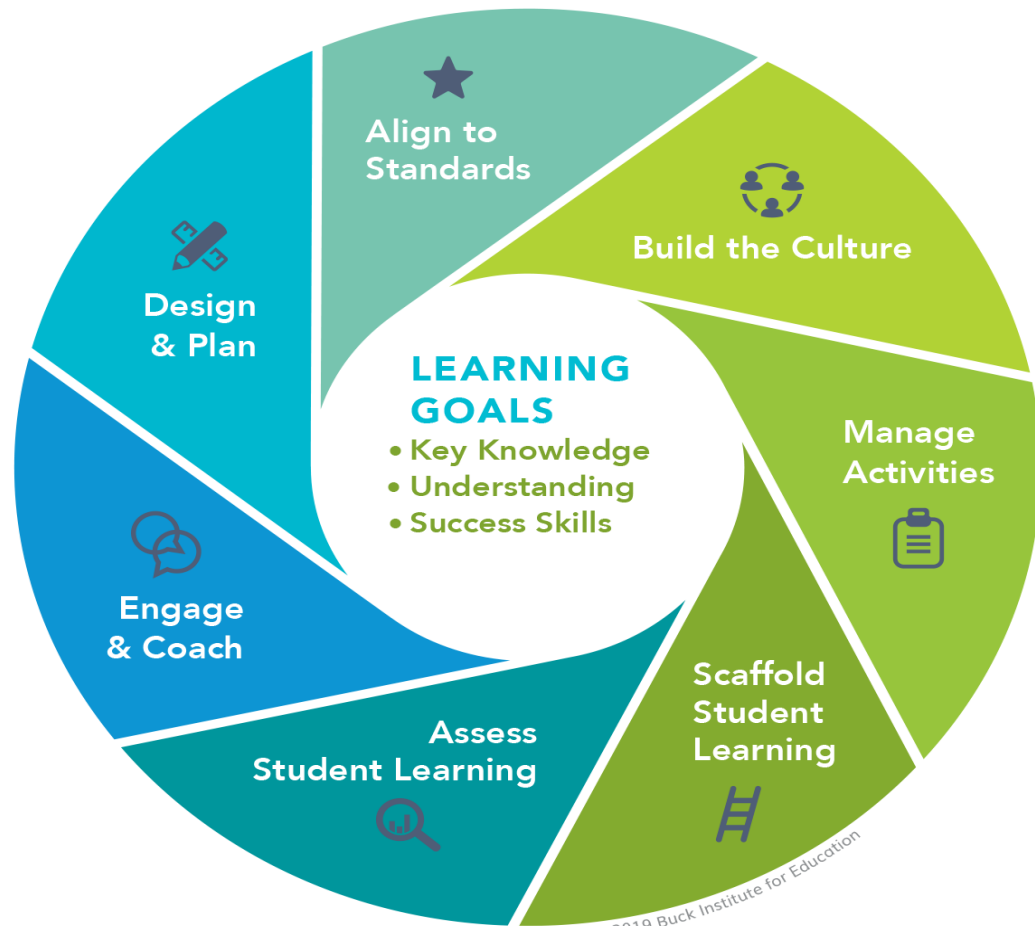 Align to
Standards
Build the Culture
Design
& Plan
LEARNING
GOALS
• Key Knowledge
• Understanding
• Success Skills
Manage
Activities
Engage
& Coach
Scaffold
Student
Learning
Assess
Student Learning
2019 Buck Institute for Education